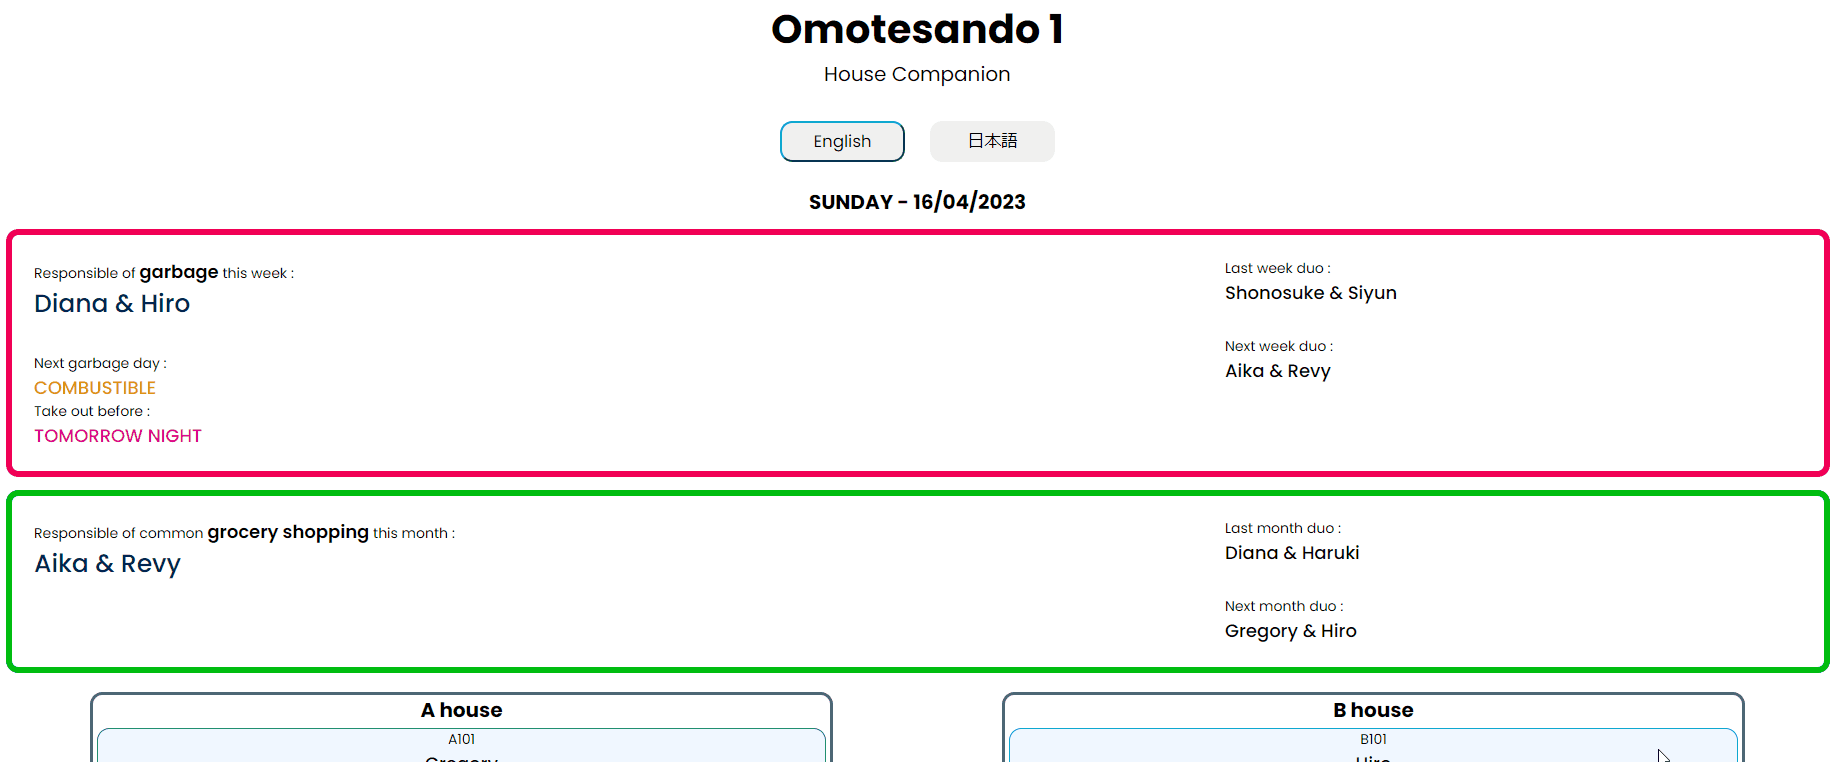 Omotesando 1
House Companion
English
日本語
SUNDAY - 16/04/2023
Responsible of garbage this week :
Diana & Hiro
Next garbage day :
COMBUSTIBLE
Take out before :
TOMORROW NIGHT
Last week duo :
Shonosuke & Siyun
Next week duo :
Aika & Revy
Responsible of common grocery shopping this month :
Aika & Revy
Last month duo :
Diana & Haruki
Next month duo :
Gregory & Hiro
A house
A101
Gregory
B house
B101
Hiro